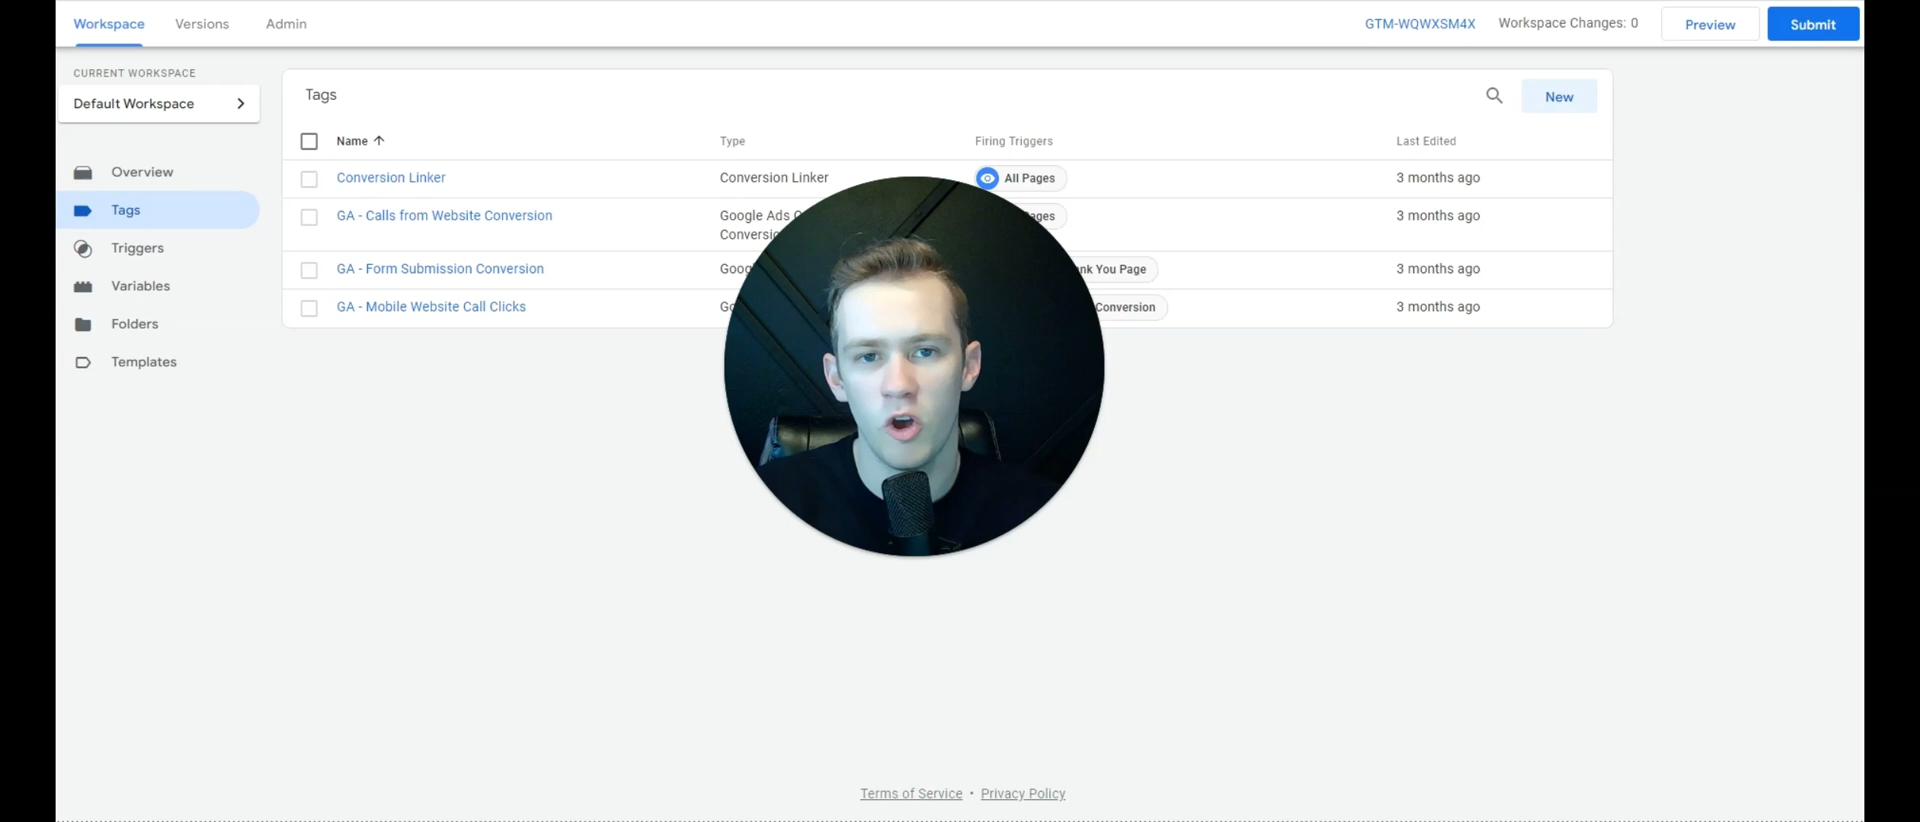 Workspace Versions Admin GTM-WQWXSM4X Workspace Changes: 0 Preview Submit
CURRENT WORKSPACE
Default Workspace
Overview
Tags
Triggers
Variables
Folders
Templates
Tags New
Name Type Firing Triggers Last Edited
Conversion Linker Conversion Linker All Pages 3 months ago
GA - Calls from Website Conversion Google Ads 3 months ago
GA - Form Submission Conversion You Page 3 months ago
GA - Mobile Website Call Clicks Conversion 3 months ago
Terms of Service • Privacy Policy